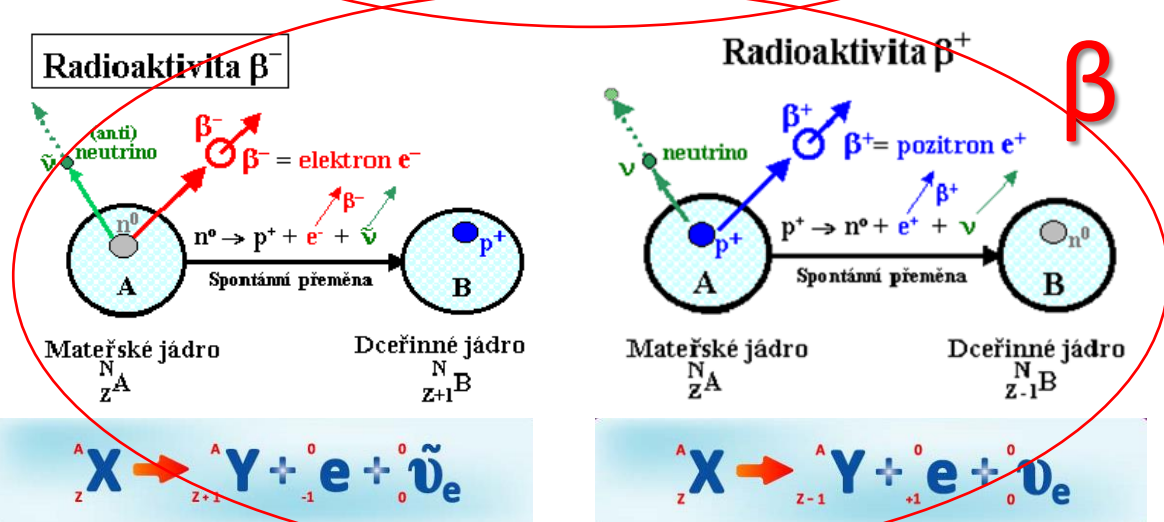 Radioaktivita β⁻
(anti)
neutrino
ν̃
β⁻
β⁻ = elektron e⁻
β⁻
n⁰
n⁰ → p⁺ + e⁻ + ν̃
p⁺
A
Spontánní přeměna
B
Mateřské jádro
N
Z A
Dceřinné jádro
N
Z+1 B
A A 0 0
X → Y + e + ν̃e
Z Z+1 -1 0
Radioaktivita β⁺
β
neutrino
ν
β⁺
β⁺= pozitron e⁺
β⁺
p⁺
p⁺ → n⁰ + e⁺ + ν
n⁰
A
Spontánní přeměna
B
Mateřské jádro
N
Z A
Dceřinné jádro
N
Z-1 B
A A 0 0
X → Y + e + νe
Z Z-1 +1 0